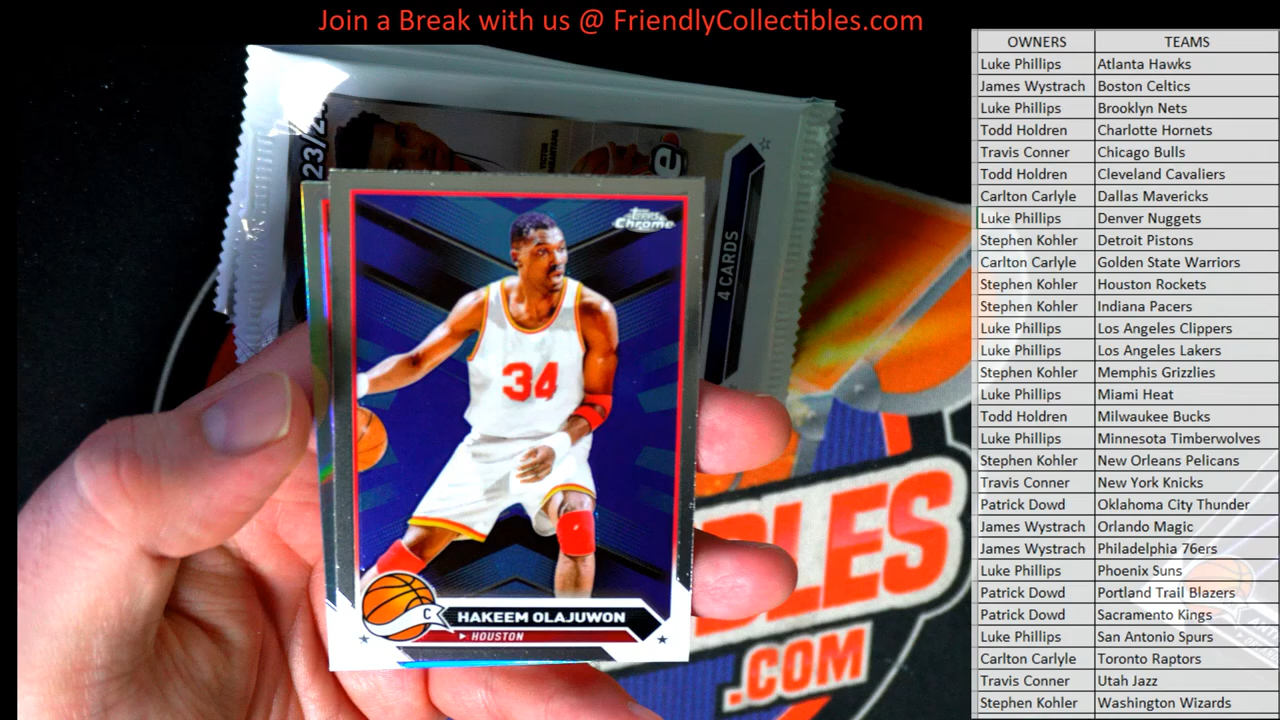 Join a Break with us @ FriendlyCollectibles.com
OWNERS TEAMS
Luke Phillips Atlanta Hawks
James Wystrach Boston Celtics
Luke Phillips Brooklyn Nets
Todd Holdren Charlotte Hornets
Travis Conner Chicago Bulls
Todd Holdren Cleveland Cavaliers
Carlton Carlyle Dallas Mavericks
Luke Phillips Denver Nuggets
Stephen Kohler Detroit Pistons
Carlton Carlyle Golden State Warriors
Stephen Kohler Houston Rockets
Stephen Kohler Indiana Pacers
Luke Phillips Los Angeles Clippers
Luke Phillips Los Angeles Lakers
Stephen Kohler Memphis Grizzlies
Luke Phillips Miami Heat
Todd Holdren Milwaukee Bucks
Luke Phillips Minnesota Timberwolves
Stephen Kohler New Orleans Pelicans
Travis Conner New York Knicks
Patrick Dowd Oklahoma City Thunder
James Wystrach Orlando Magic
James Wystrach Philadelphia 76ers
Luke Phillips Phoenix Suns
Patrick Dowd Portland Trail Blazers
Patrick Dowd Sacramento Kings
Luke Phillips San Antonio Spurs
Carlton Carlyle Toronto Raptors
Travis Conner Utah Jazz
Stephen Kohler Washington Wizards
4 CARDS
Topps
Chrome
34
C
HAKEEM OLAJUWON
HOUSTON
BLES
.COM